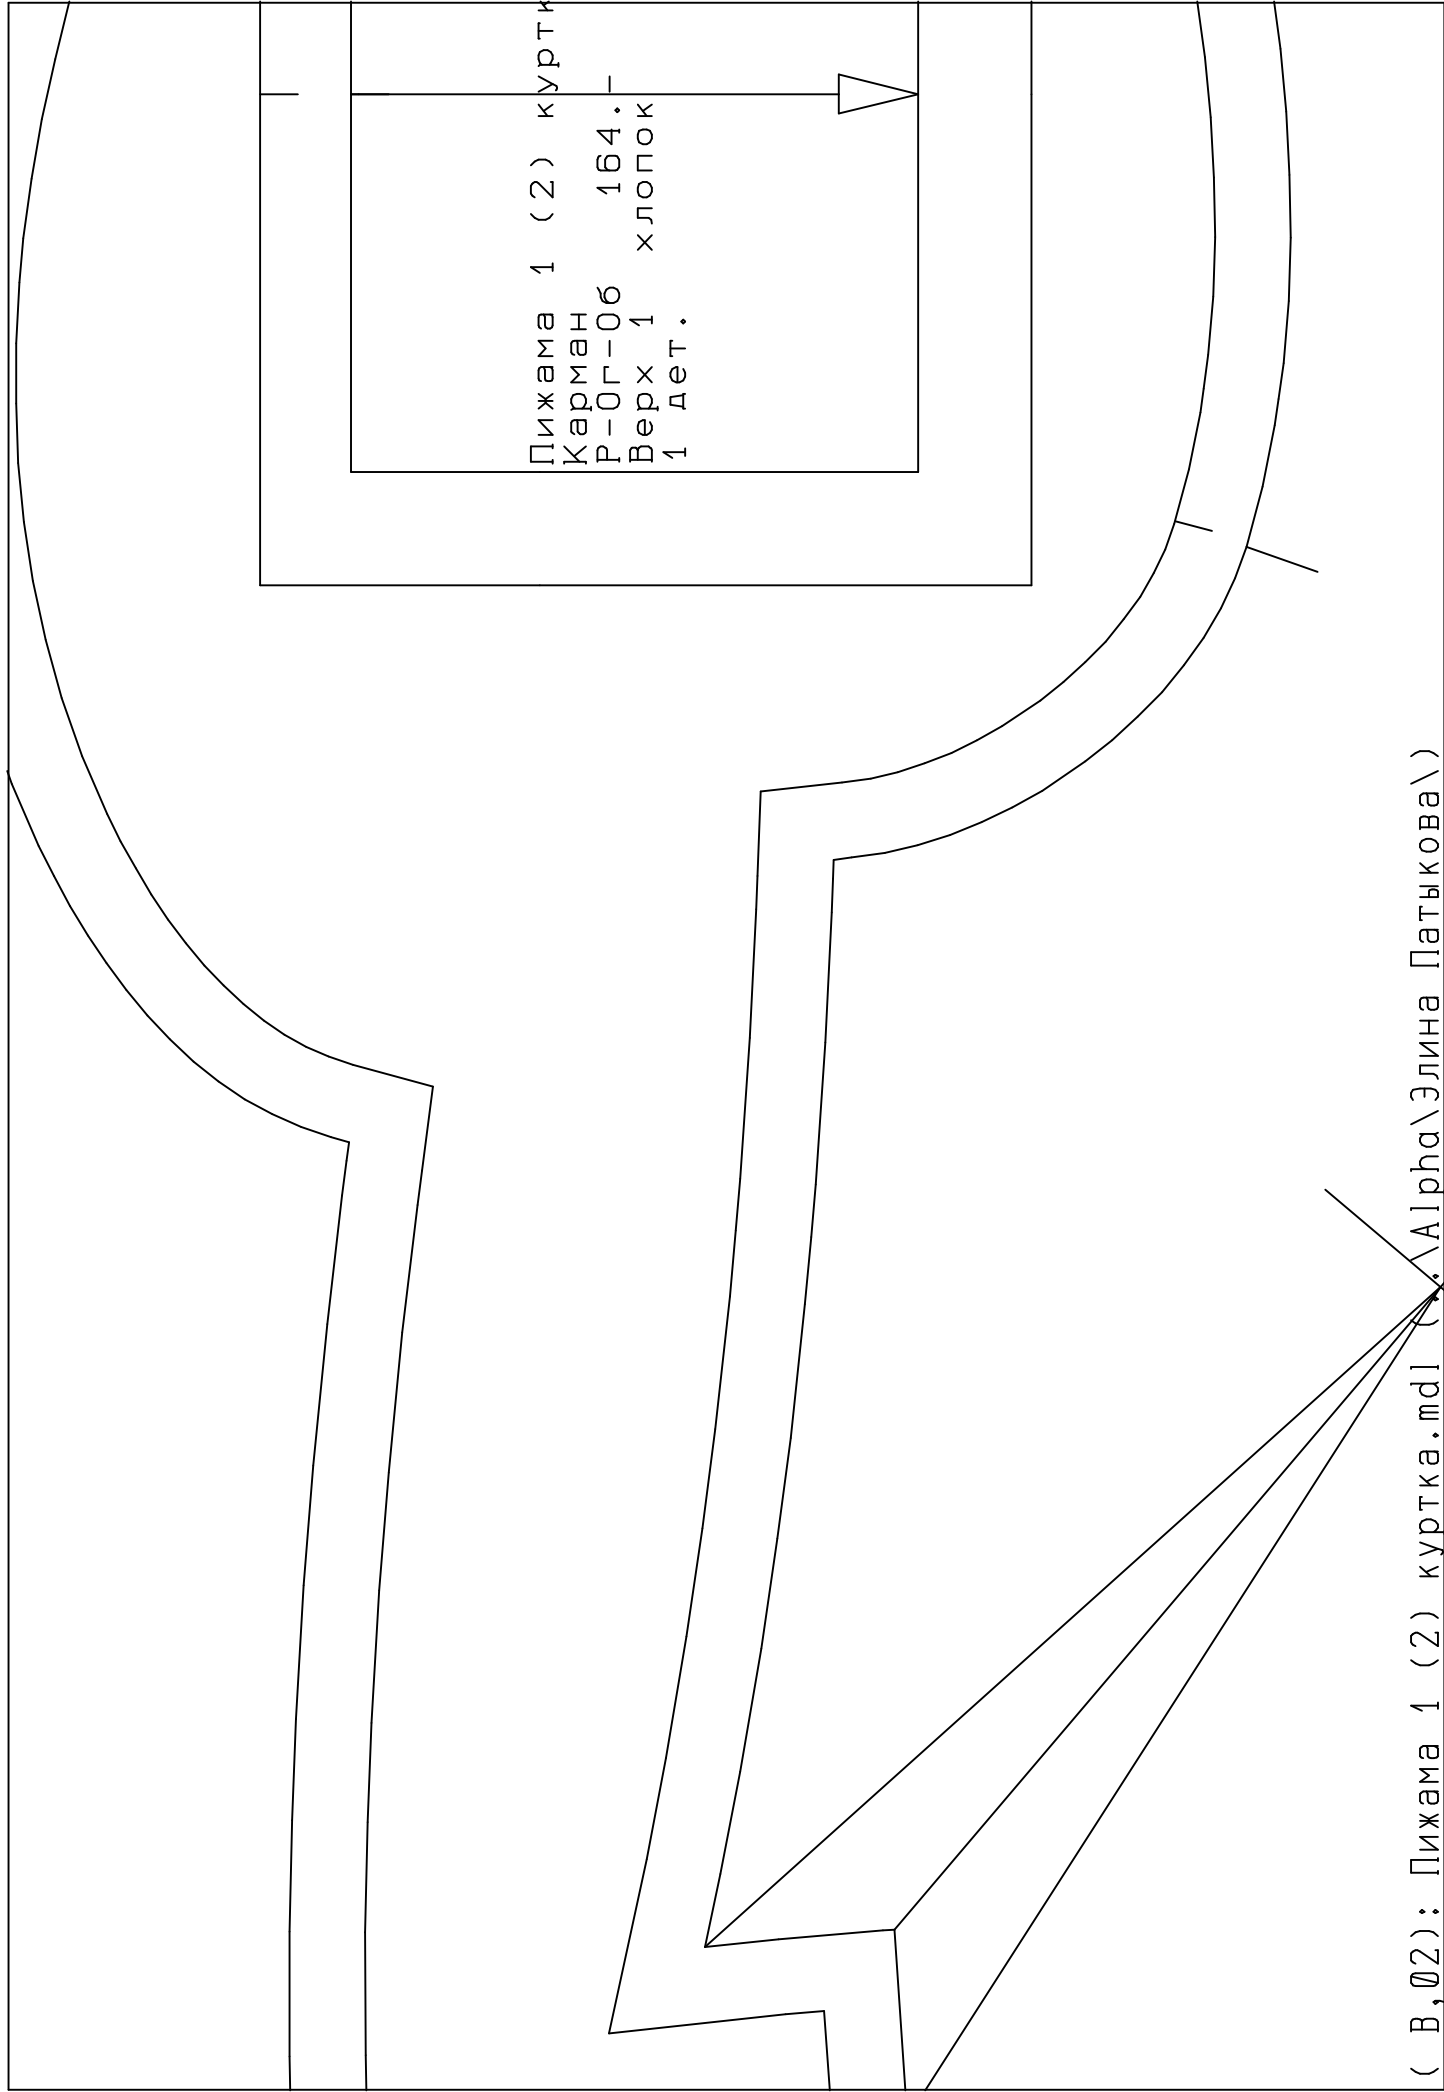 Пижама 1 (2) куртк
Карман
Р-Ог-Об 164.-
Верх 1 хлопок
1 дет.
( B,02): Пижама 1 (2) куртка.mdl (..\Alpha\Элина Патыкова\)